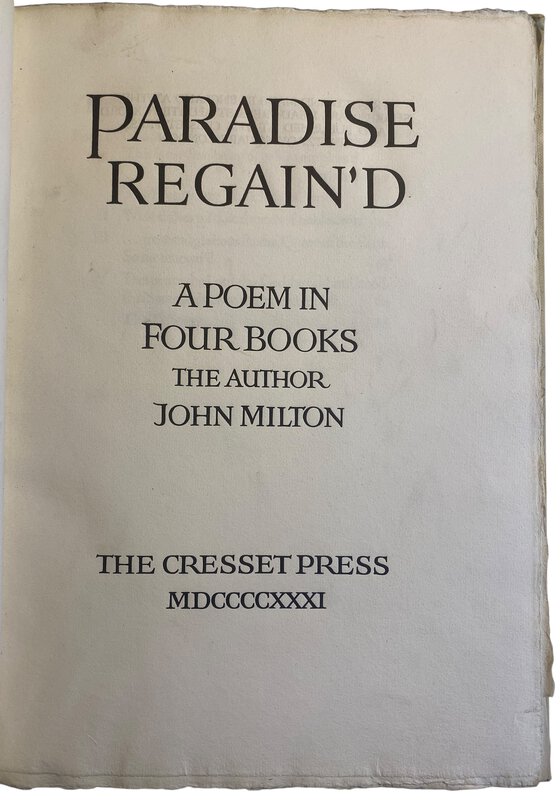 PARADISE
REGAIN'D
A POEM IN
FOUR BOOKS
THE AUTHOR
JOHN MILTON
THE CRESSET PRESS
MDCCCCXXXI